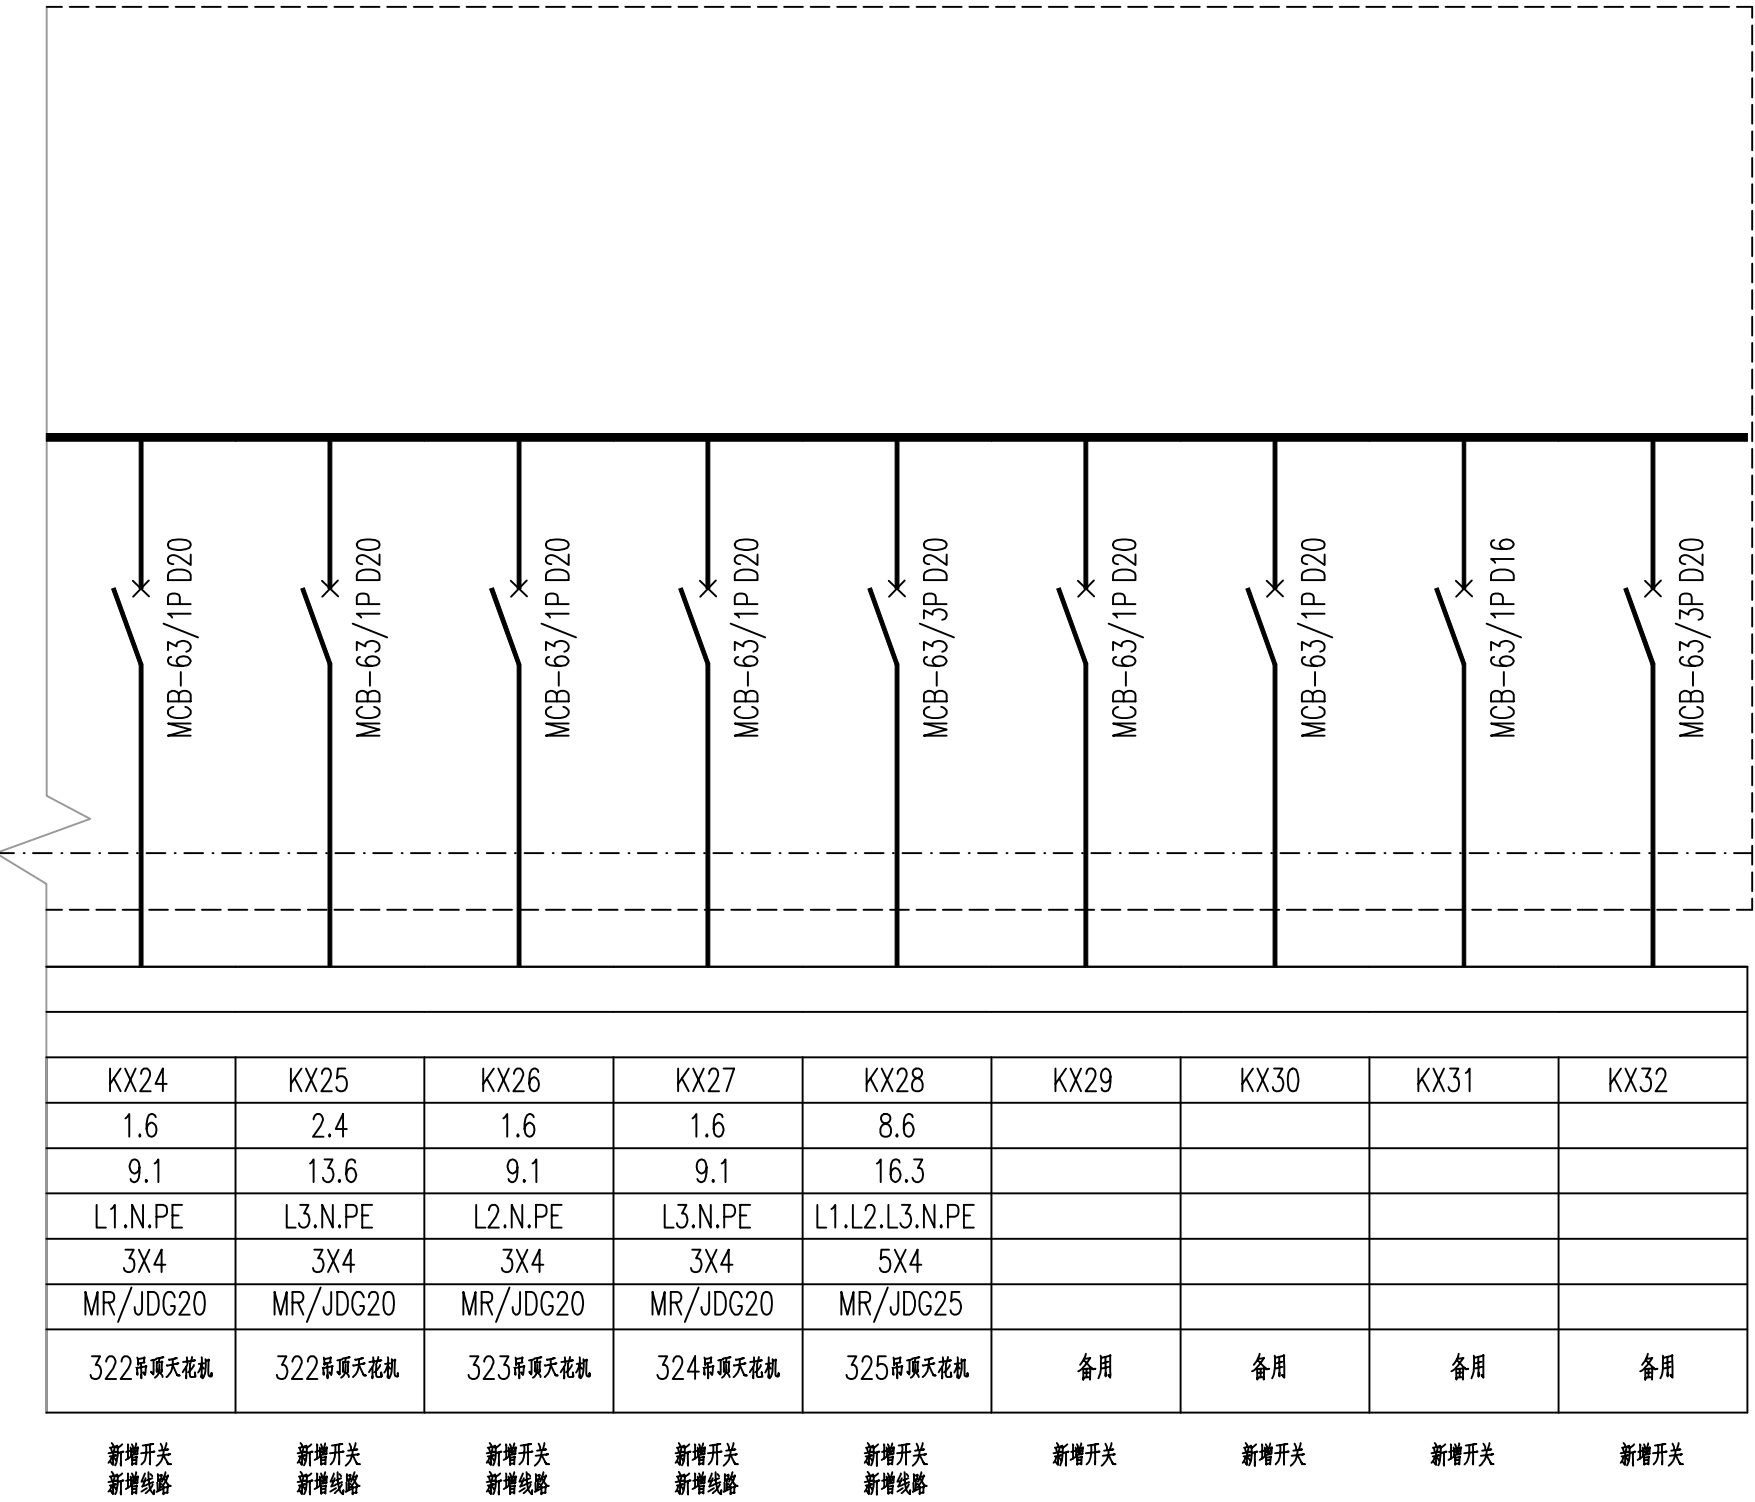 MCB-63/1P D20
MCB-63/1P D20
MCB-63/1P D20
MCB-63/1P D20
MCB-63/3P D20
MCB-63/1P D20
MCB-63/1P D20
MCB-63/1P D16
MCB-63/3P D20
KX24 KX25 KX26 KX27 KX28 KX29 KX30 KX31 KX32
1.6 2.4 1.6 1.6 8.6
9.1 13.6 9.1 9.1 16.3
L1.N.PE L3.N.PE L2.N.PE L3.N.PE L1.L2.L3.N.PE
3X4 3X4 3X4 3X4 5X4
MR/JDG20 MR/JDG20 MR/JDG20 MR/JDG20 MR/JDG25
322吊顶天花机 322吊顶天花机 323吊顶天花机 324吊顶天花机 325吊顶天花机 备用 备用 备用 备用
新增开关 新增开关 新增开关 新增开关 新增开关 新增开关 新增开关 新增开关 新增开关
新增线路 新增线路 新增线路 新增线路 新增线路